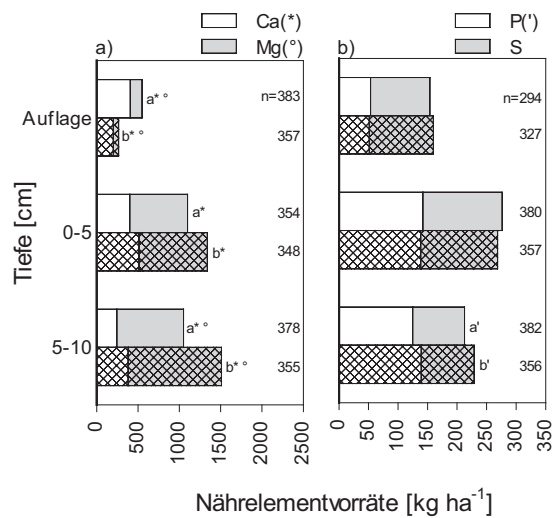 Ca(*)
Mg(°)
P(')
S
a)
b)
Tiefe [cm]
Auflage
0-5
5-10
a* °
n=383
b* °
357
a*
354
b*
348
a* °
378
b* °
355
n=294
327
380
357
a'
382
b'
356
0 500 1000 1500 2000 2500
0 50 100 150 200 250 300 350
Nährelementvorräte [kg ha⁻¹]